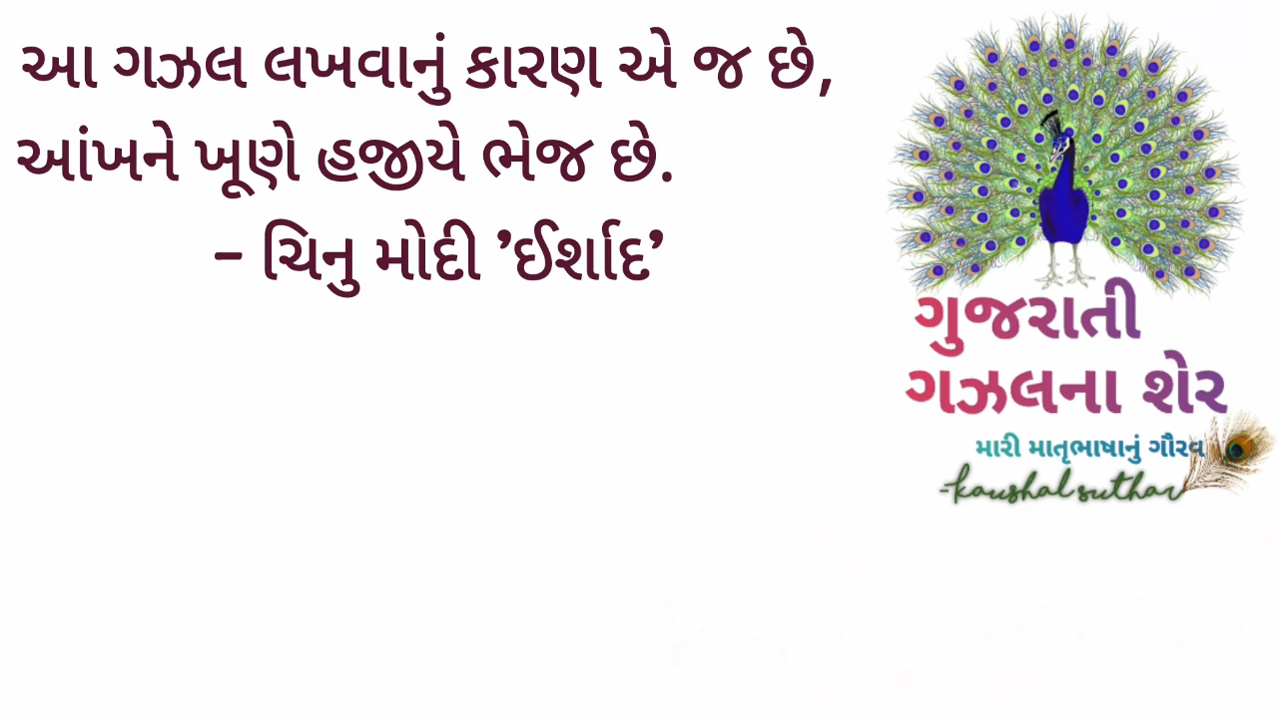 આ ગઝલ લખવાનું કારણ એ જ છે,
આંખને ખૂણે હજીયે ભેજ છે.
- ચિનુ મોદી ’ઈર્શાદ’
ગુજરાતી
ગઝલના શેર
મારી માતૃભાષાનું ગૌરવ
-kaushal suthar